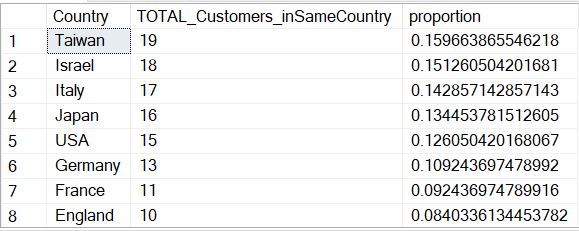 Country TOTAL_Customers_inSameCountry proportion
1 Taiwan 19 0.159663865546218
2 Israel 18 0.151260504201681
3 Italy 17 0.142857142857143
4 Japan 16 0.134453781512605
5 USA 15 0.126050420168067
6 Germany 13 0.109243697478992
7 France 11 0.092436974789916
8 England 10 0.0840336134453782